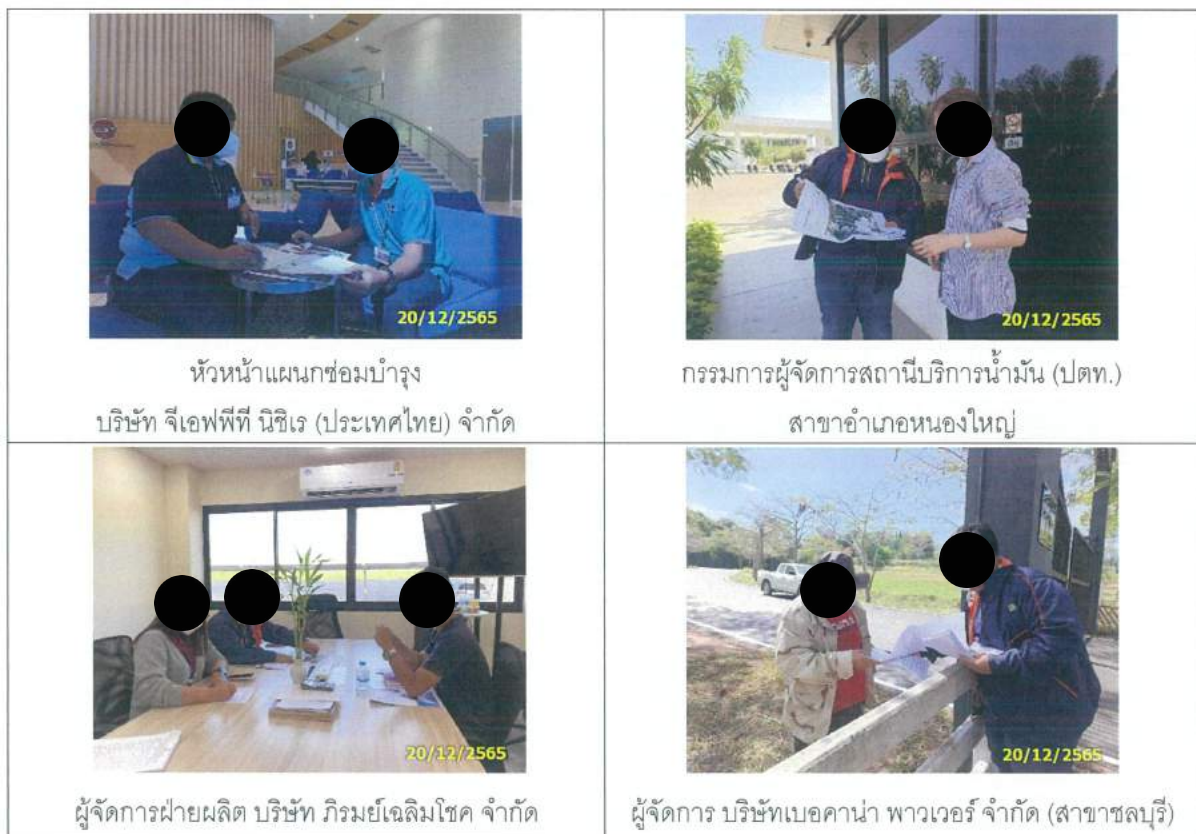 20/12/2565
หัวหน้าแผนกซ่อมบำรุง
บริษัท จีเอฟพีที นิชิเร (ประเทศไทย) จำกัด
20/12/2565
กรรมการผู้จัดการสถานีบริการน้ำมัน (ปตท.)
สาขาอำเภอหนองใหญ่
20/12/2565
ผู้จัดการฝ่ายผลิต บริษัท ภิรมย์เฉลิมโชค จำกัด
20/12/2565
ผู้จัดการ บริษัทเบอคาน่า พาวเวอร์ จำกัด (สาขาชลบุรี)